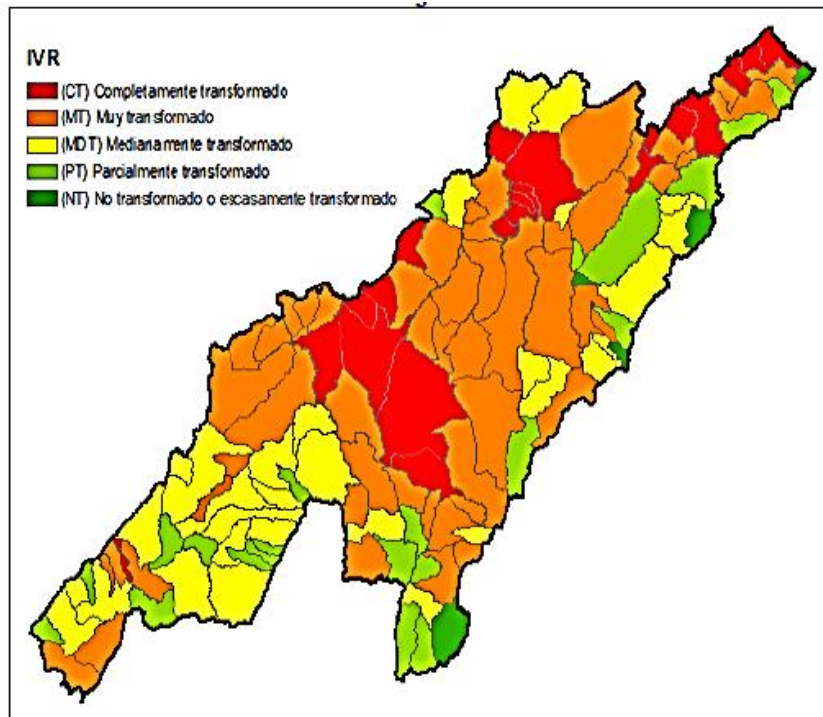 IVR
(CT) Completamente transformado
(MT) Muy transformado
(MDT) Medianamente transformado
(PT) Parcialmente transformado
(NT) No transformado o escasamente transformado